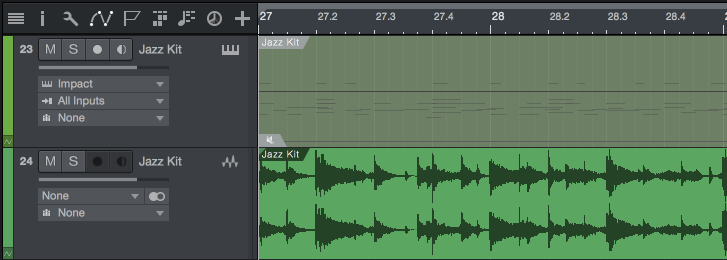 27 27.2 27.3 27.4 28 28.2 28.3 28.4
23 M S Jazz Kit
Jazz Kit
Impact
All Inputs
None
24 M S Jazz Kit
Jazz Kit
None
None